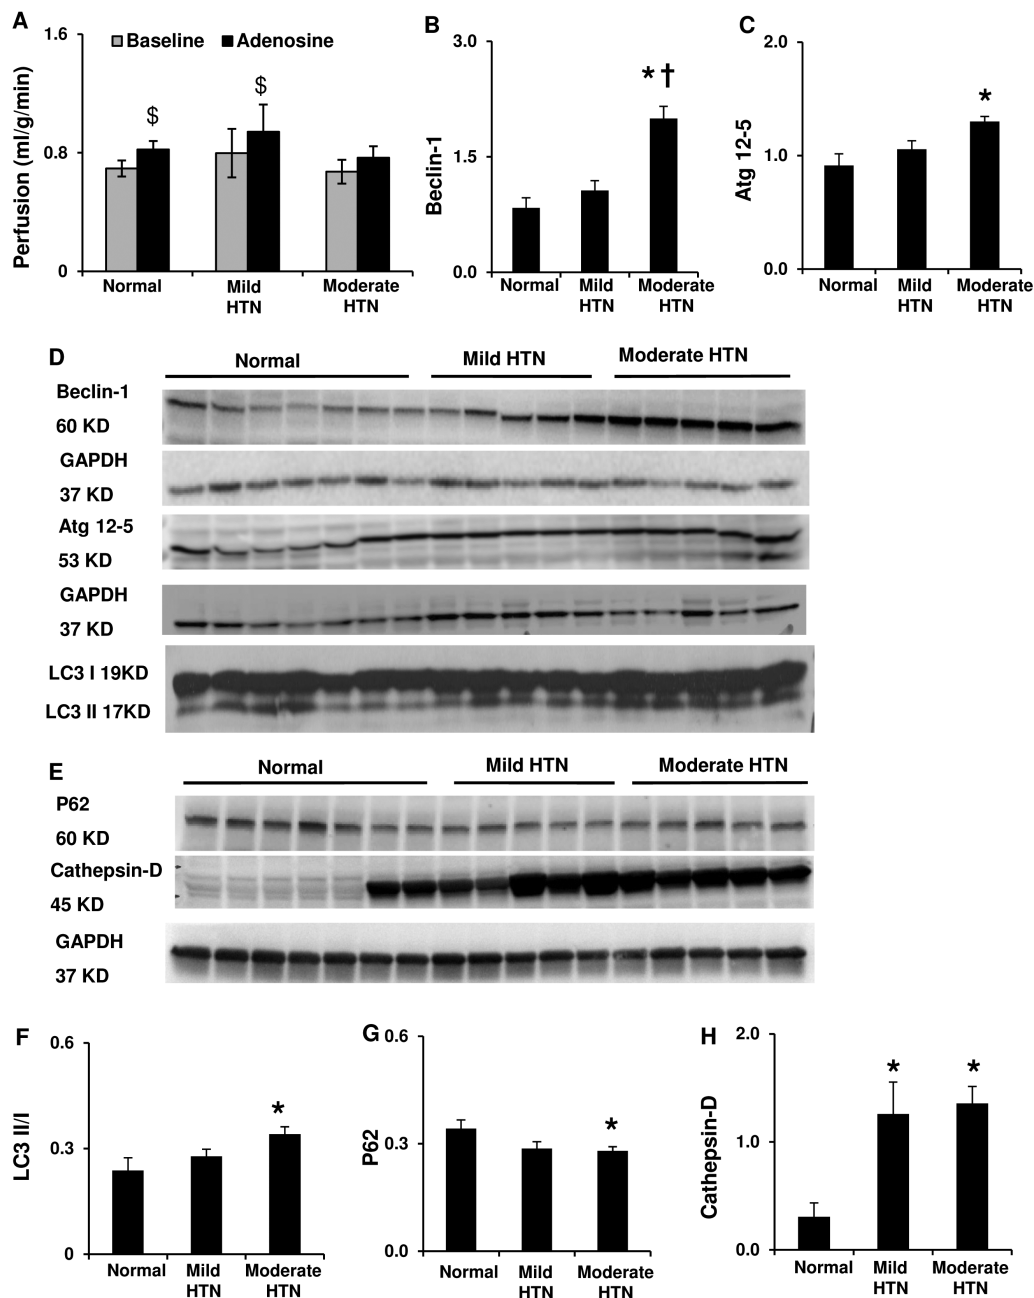 A
1.6
0.8
0
Perfusion (ml/g/min)
Baseline
Adenosine
$
$
Normal
Mild
HTN
Moderate
HTN
B
3.0
1.5
0.0
Beclin-1
*†
Normal
Mild
HTN
Moderate
HTN
C
2.0
1.0
0.0
Atg 12-5
*
Normal
Mild
HTN
Moderate
HTN
D
Normal
Mild HTN
Moderate HTN
Beclin-1
60 KD
GAPDH
37 KD
Atg 12-5
53 KD
GAPDH
37 KD
LC3 I 19KD
LC3 II 17KD
E
Normal
Mild HTN
Moderate HTN
P62
60 KD
Cathepsin-D
45 KD
GAPDH
37 KD
F
0.6
0.3
0
LC3 II/I
*
Normal
Mild
HTN
Moderate
HTN
G
0.6
0.3
0.0
P62
*
Normal
Mild
HTN
Moderate
HTN
H
2.0
1.0
0.0
Cathepsin-D
*
*
Normal
Mild
HTN
Moderate
HTN